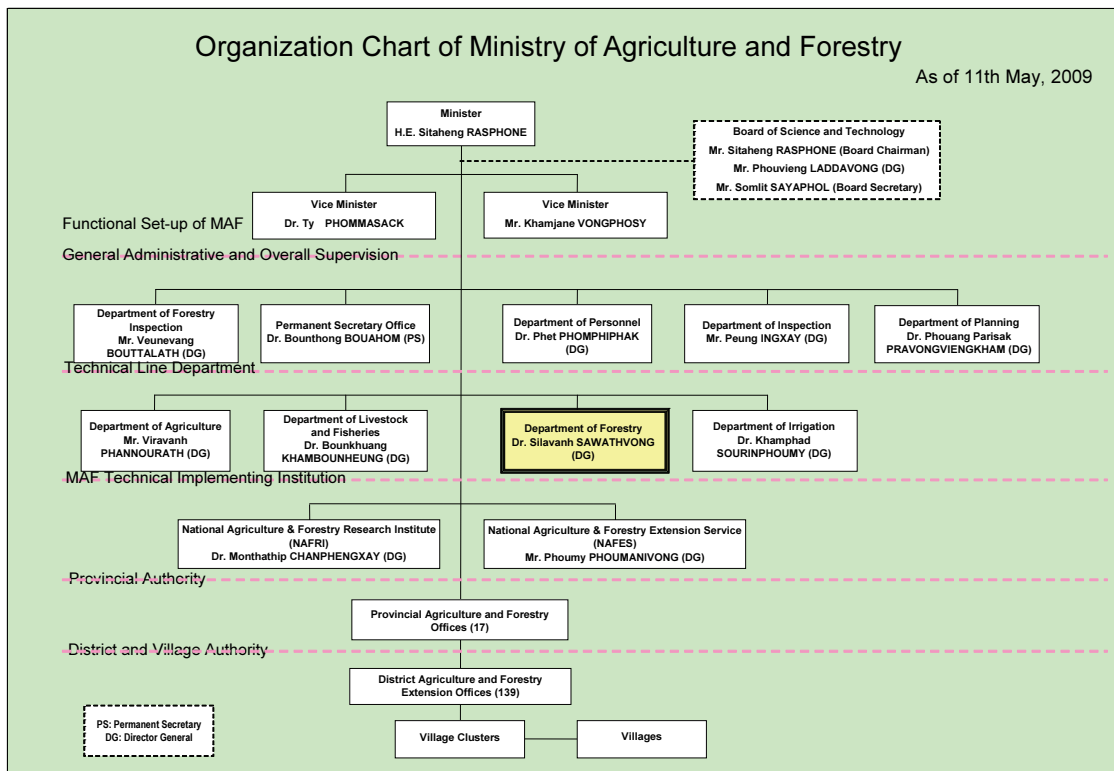 Organization Chart of Ministry of Agriculture and Forestry
As of 11th May, 2009
Minister
H.E. Sitaheng RASPHONE
Board of Science and Technology
Mr. Sitaheng RASPHONE (Board Chairman)
Mr. Phouvieng LADDAVONG (DG)
Mr. Somlit SAYAPHOL (Board Secretary)
Functional Set-up of MAF
Vice Minister
Dr. Ty PHOMMASACK
Vice Minister
Mr. Khamjane VONGPHOSY
General Administrative and Overall Supervision
Department of Forestry
Inspection
Mr. Veunevang
BOUTTALATH (DG)
Permanent Secretary Office
Dr. Bounthong BOUAHOM (PS)
Department of Personnel
Dr. Phet PHOMPHIPHAK
(DG)
Department of Inspection
Mr. Peung INGXAY (DG)
Department of Planning
Dr. Phouang Parisak
PRAVONGVIENGKHAM (DG)
Technical Line Department
Department of Agriculture
Mr. Viravanh
PHANNOURATH (DG)
Department of Livestock
and Fisheries
Dr. Bounkhuang
KHAMBOUNHEUNG (DG)
Department of Forestry
Dr. Silavanh SAWATHVONG
(DG)
Department of Irrigation
Dr. Khamphad
SOURINPHOUMY (DG)
MAF Technical Implementing Institution
National Agriculture & Forestry Research Institute
(NAFRI)
Dr. Monthathip CHANPHENGXAY (DG)
National Agriculture & Forestry Extension Service
(NAFES)
Mr. Phoumy PHOUMANIVONG (DG)
Provincial Authority
Provincial Agriculture and Forestry
Offices (17)
District and Village Authority
District Agriculture and Forestry
Extension Offices (139)
PS: Permanent Secretary
DG: Director General
Village Clusters
Villages